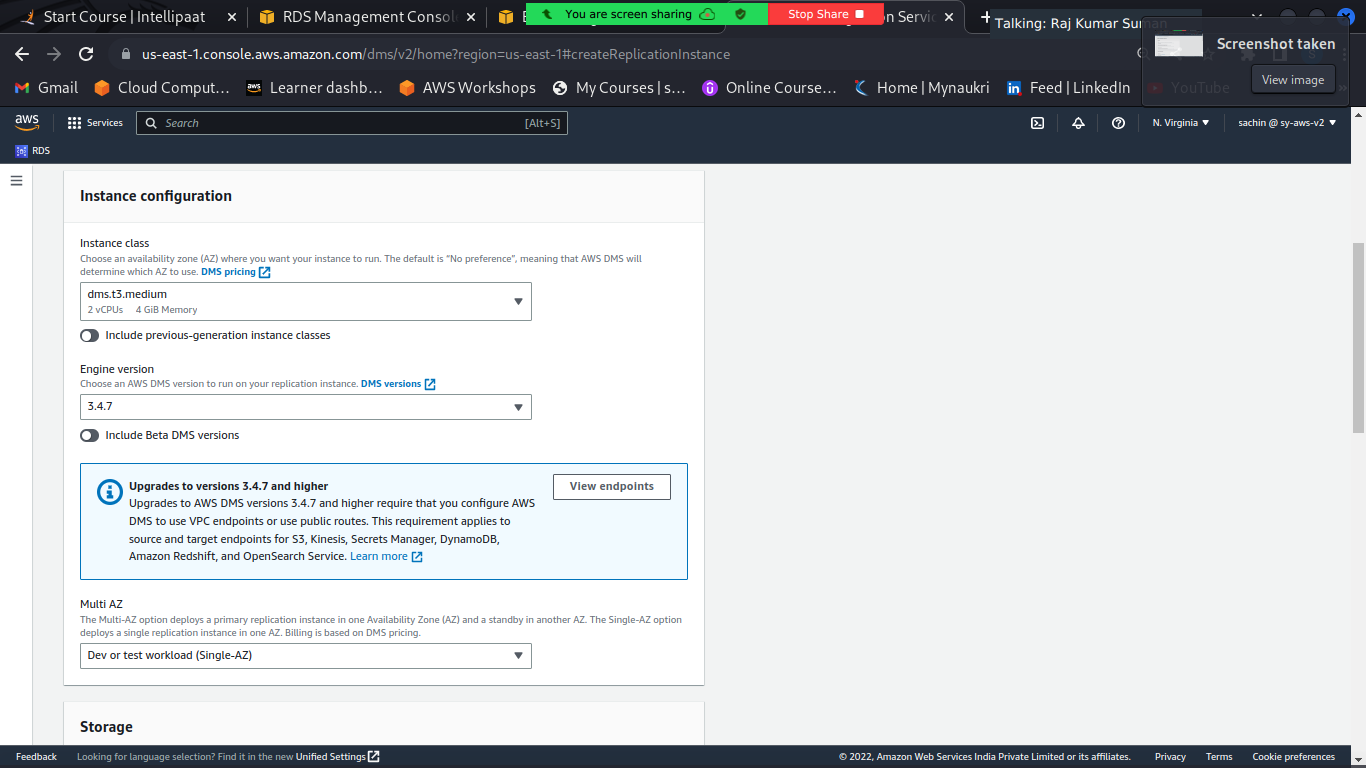 Start Course | Intellipaat
RDS Management Consol
You are screen sharing
Stop Share
Talking: Raj Kumar Suman
Screenshot taken
View image
us-east-1.console.aws.amazon.com/dms/v2/home?region=us-east-1#createReplicationInstance
Gmail
Cloud Comput...
aws
Learner dashb...
AWS Workshops
My Courses | s...
Online Course...
Home | Mynaukri
Feed | LinkedIn
YouTube
aws
Services
Search
[Alt+S]
N. Virginia
sachin @ sy-aws-v2
RDS
Instance configuration
Instance class
Choose an availability zone (AZ) where you want your instance to run. The default is "No preference", meaning that AWS DMS will
determine which AZ to use. DMS pricing
dms.t3.medium
2 vCPUs 4 GiB Memory
Include previous-generation instance classes
Engine version
Choose an AWS DMS version to run on your replication instance. DMS versions
3.4.7
Include Beta DMS versions
Upgrades to versions 3.4.7 and higher
View endpoints
Upgrades to AWS DMS versions 3.4.7 and higher require that you configure AWS
DMS to use VPC endpoints or use public routes. This requirement applies to
source and target endpoints for S3, Kinesis, Secrets Manager, DynamoDB,
Amazon Redshift, and OpenSearch Service. Learn more
Multi AZ
The Multi-AZ option deploys a primary replication instance in one Availability Zone (AZ) and a standby in another AZ. The Single-AZ option
deploys a single replication instance in one AZ. Billing is based on DMS pricing.
Dev or test workload (Single-AZ)
Storage
Feedback
Looking for language selection? Find it in the new Unified Settings
© 2022, Amazon Web Services India Private Limited or its affiliates.
Privacy
Terms
Cookie preferences